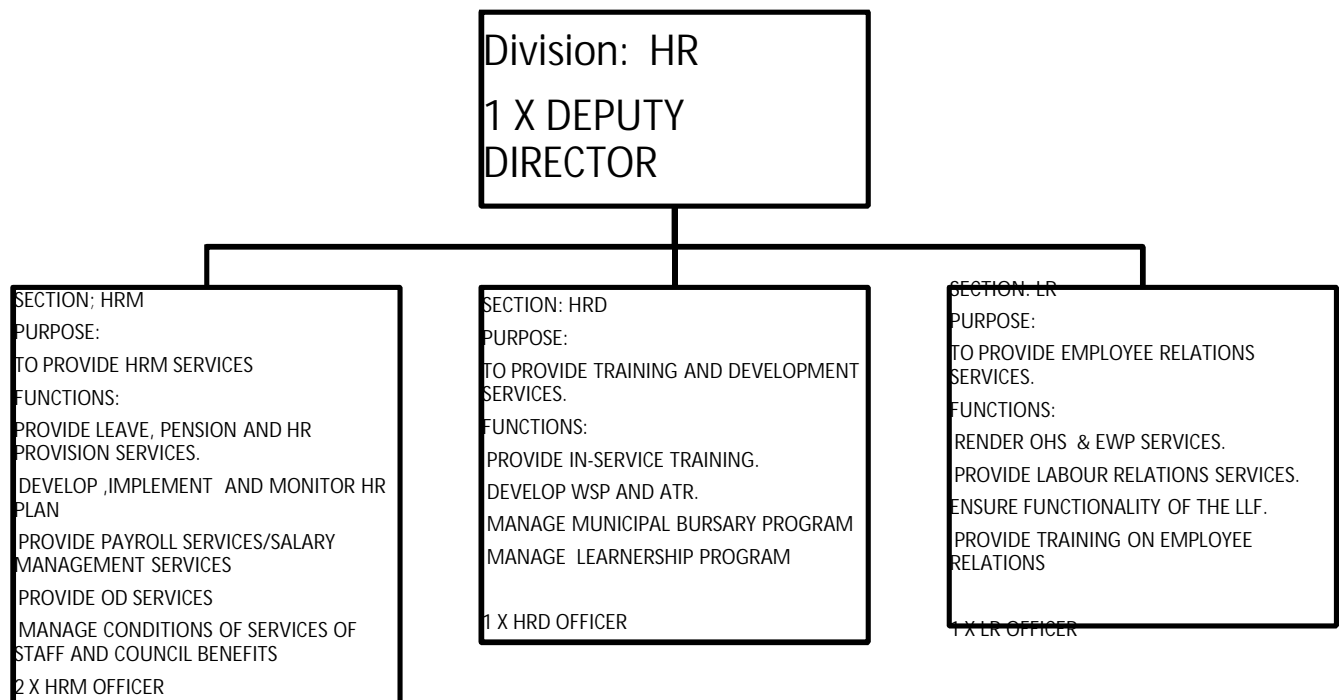 Division: HR
1 X DEPUTY
DIRECTOR
SECTION; HRM
PURPOSE:
TO PROVIDE HRM SERVICES
FUNCTIONS:
PROVIDE LEAVE, PENSION AND HR
PROVISION SERVICES.
DEVELOP ,IMPLEMENT AND MONITOR HR
PLAN
PROVIDE PAYROLL SERVICES/SALARY
MANAGEMENT SERVICES
PROVIDE OD SERVICES
MANAGE CONDITIONS OF SERVICES OF
STAFF AND COUNCIL BENEFITS
2 X HRM OFFICER
SECTION: HRD
PURPOSE:
TO PROVIDE TRAINING AND DEVELOPMENT
SERVICES.
FUNCTIONS:
PROVIDE IN-SERVICE TRAINING.
DEVELOP WSP AND ATR.
MANAGE MUNICIPAL BURSARY PROGRAM
MANAGE LEARNERSHIP PROGRAM
1 X HRD OFFICER
SECTION: LR
PURPOSE:
TO PROVIDE EMPLOYEE RELATIONS
SERVICES.
FUNCTIONS:
RENDER OHS & EWP SERVICES.
PROVIDE LABOUR RELATIONS SERVICES.
ENSURE FUNCTIONALITY OF THE LLF.
PROVIDE TRAINING ON EMPLOYEE
RELATIONS
1 X LR OFFICER